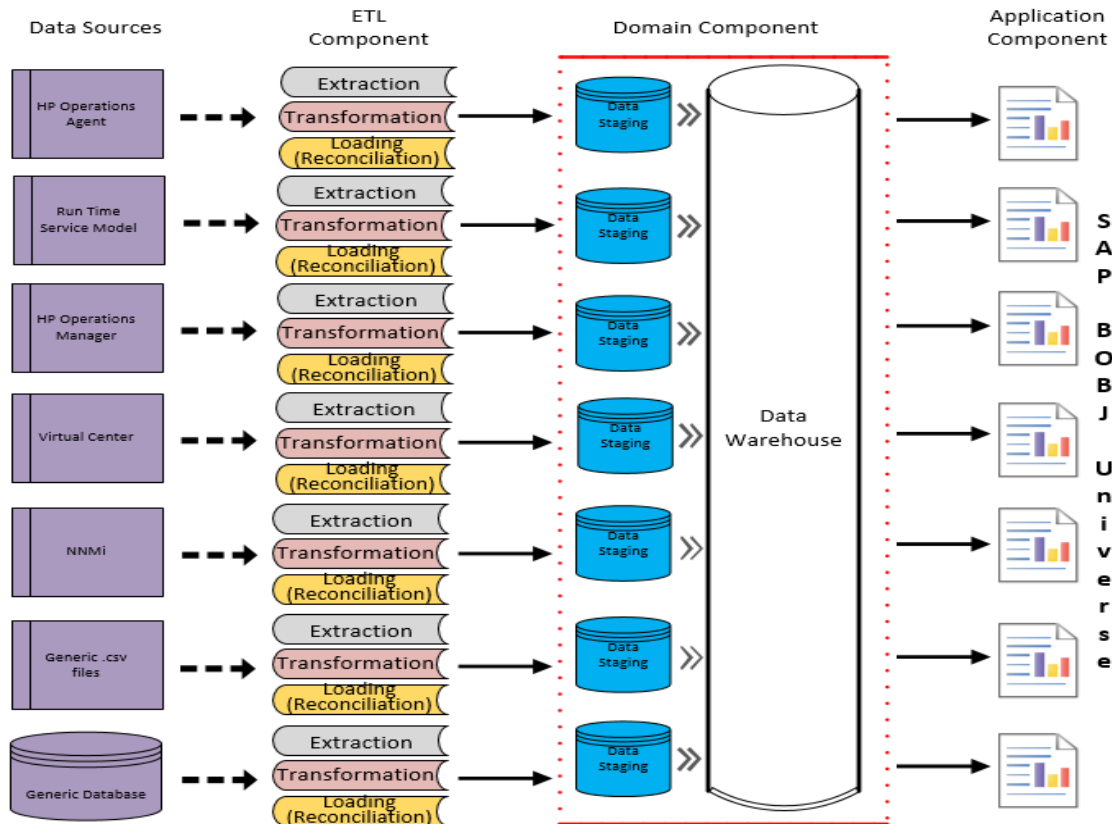 Data Sources
ETL
Component
Domain Component
Application
Component
HP Operations
Agent
Extraction
Transformation
Loading
(Reconciliation)
Data
Staging
Run Time
Service Model
Extraction
Transformation
Loading
(Reconciliation)
Data
Staging
HP Operations
Manager
Extraction
Transformation
Loading
(Reconciliation)
Data
Staging
Virtual Center
Extraction
Transformation
Loading
(Reconciliation)
Data
Staging
Data
Warehouse
NNMi
Extraction
Transformation
Loading
(Reconciliation)
Data
Staging
Generic .csv
files
Extraction
Transformation
Loading
(Reconciliation)
Data
Staging
Generic Database
Extraction
Transformation
Loading
(Reconciliation)
Data
Staging
SAP BOBJ Universe